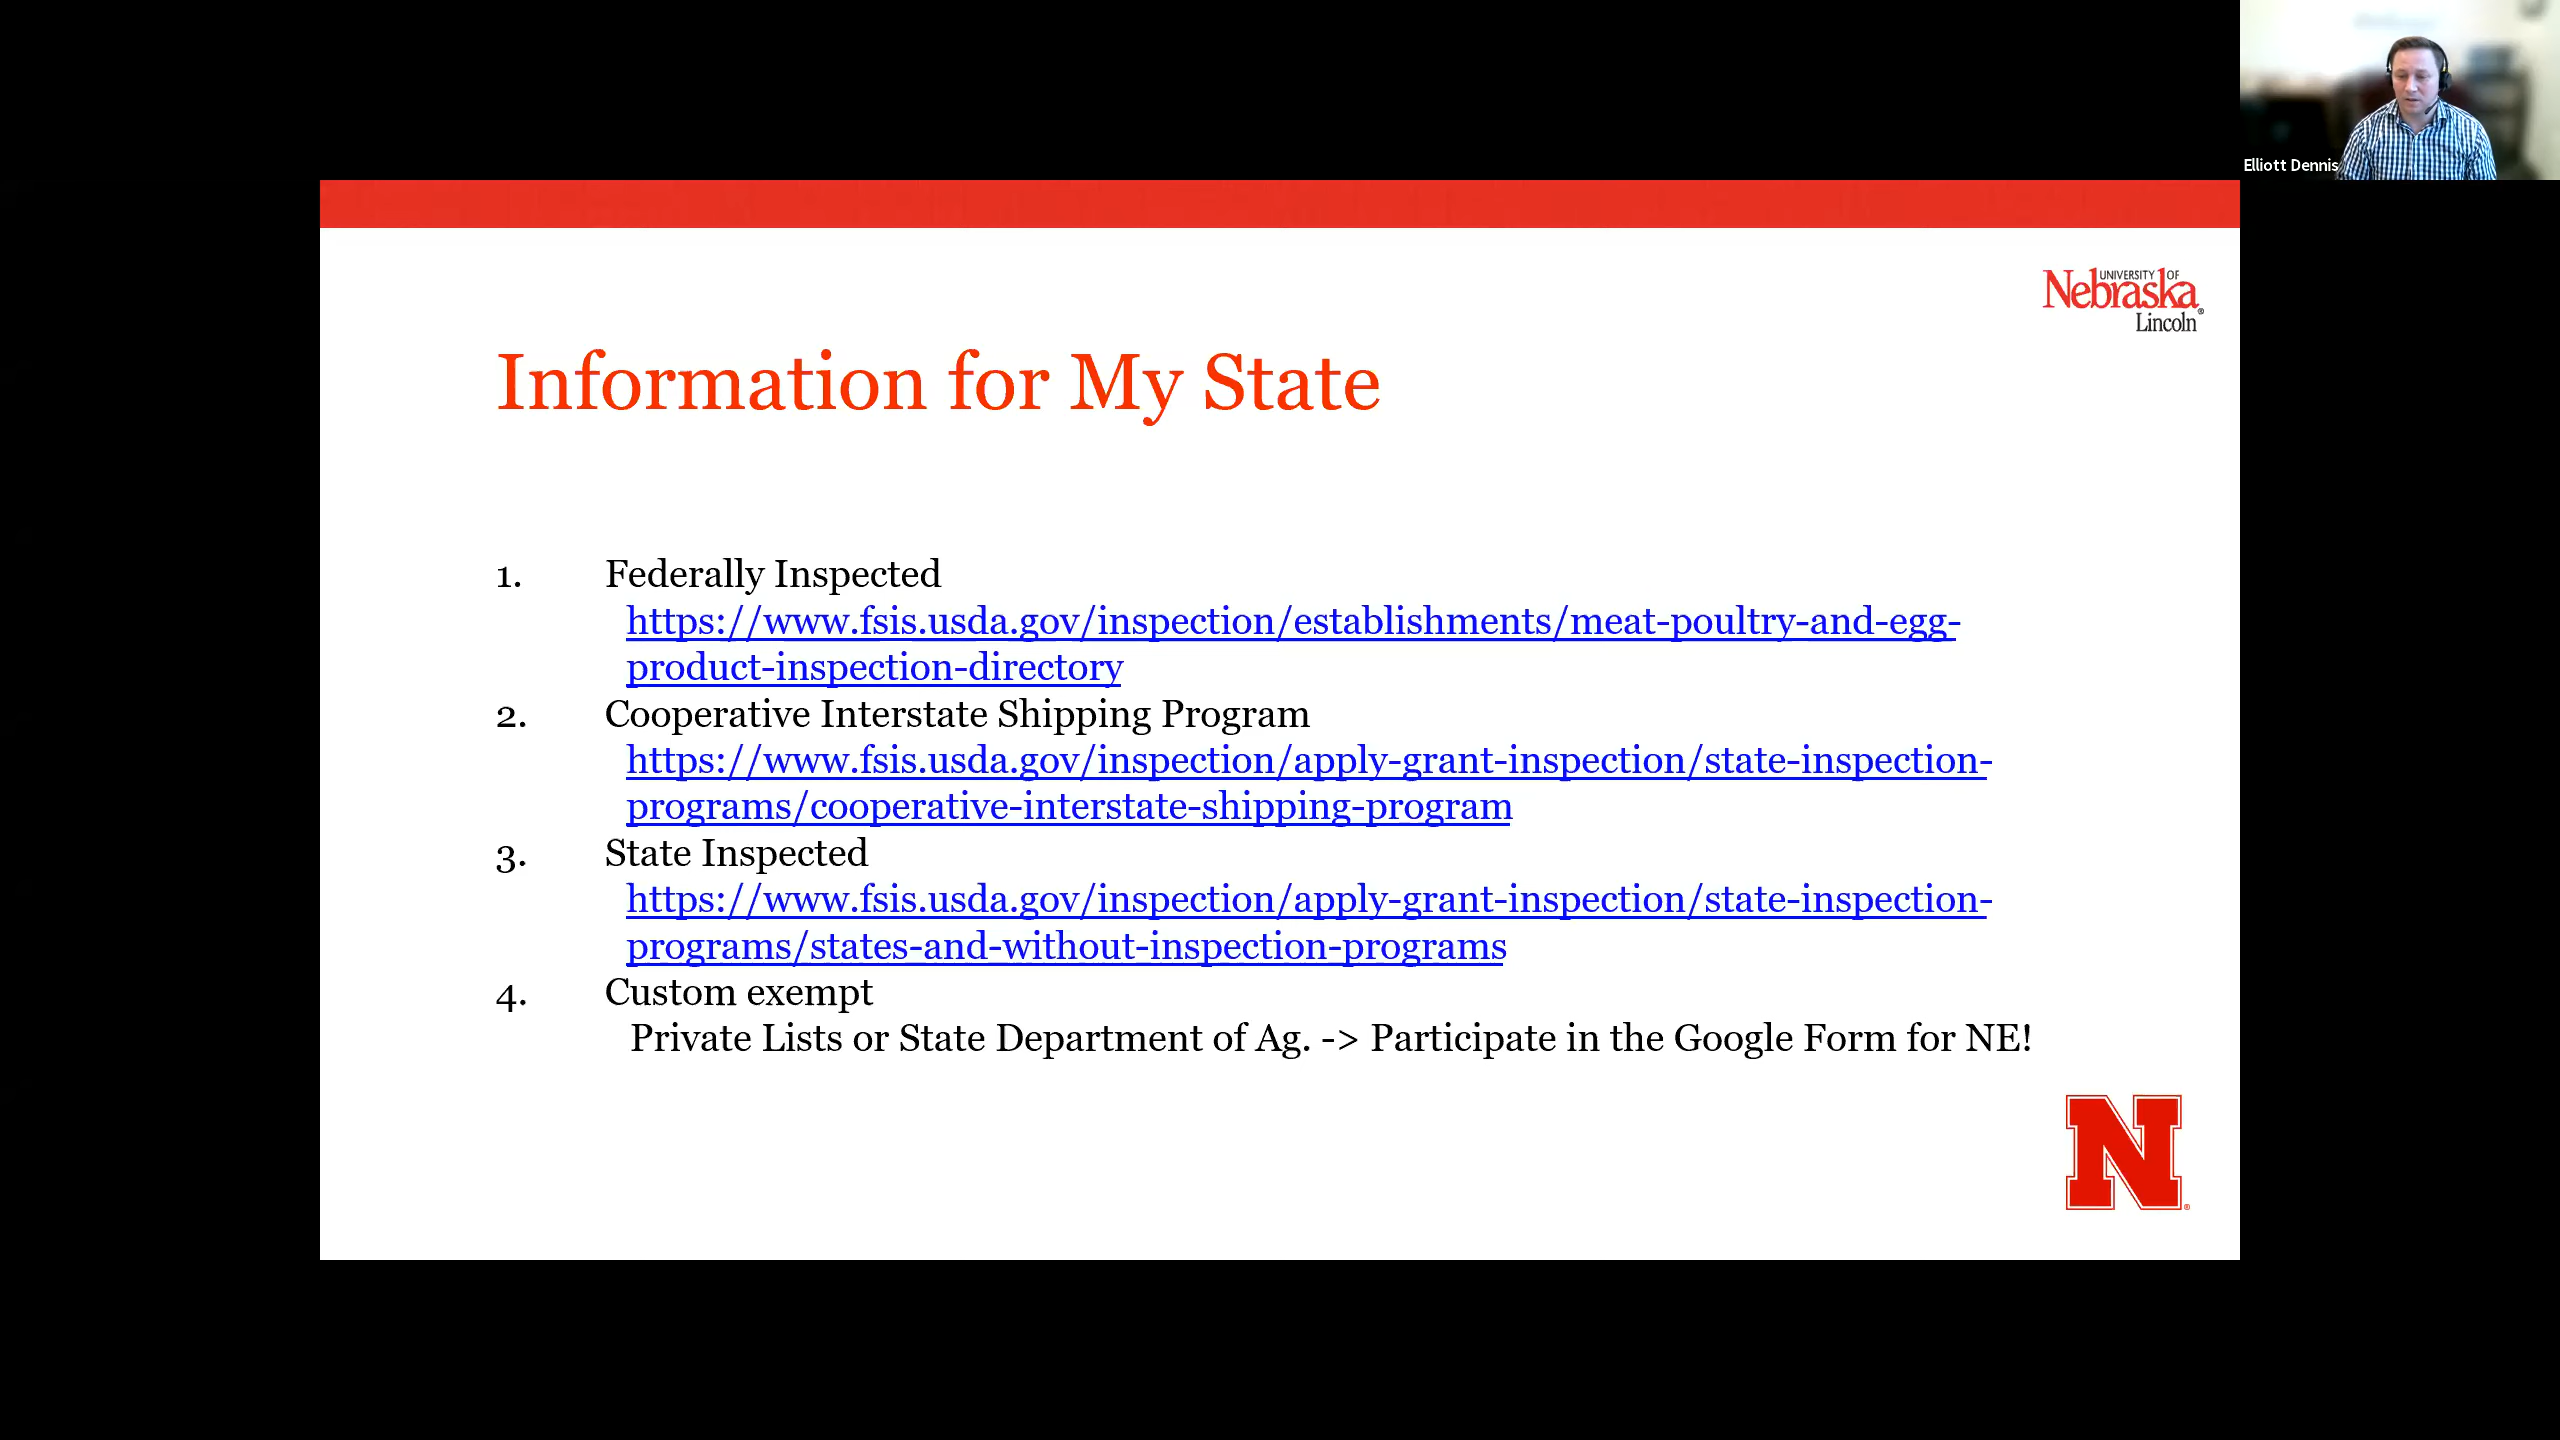 Elliott Dennis
UNIVERSITY OF
Nebraska
Lincoln
Information for My State
1. Federally Inspected
https://www.fsis.usda.gov/inspection/establishments/meat-poultry-and-egg-
product-inspection-directory
2. Cooperative Interstate Shipping Program
https://www.fsis.usda.gov/inspection/apply-grant-inspection/state-inspection-
programs/cooperative-interstate-shipping-program
3. State Inspected
https://www.fsis.usda.gov/inspection/apply-grant-inspection/state-inspection-
programs/states-and-without-inspection-programs
4. Custom exempt
Private Lists or State Department of Ag. -> Participate in the Google Form for NE!
N